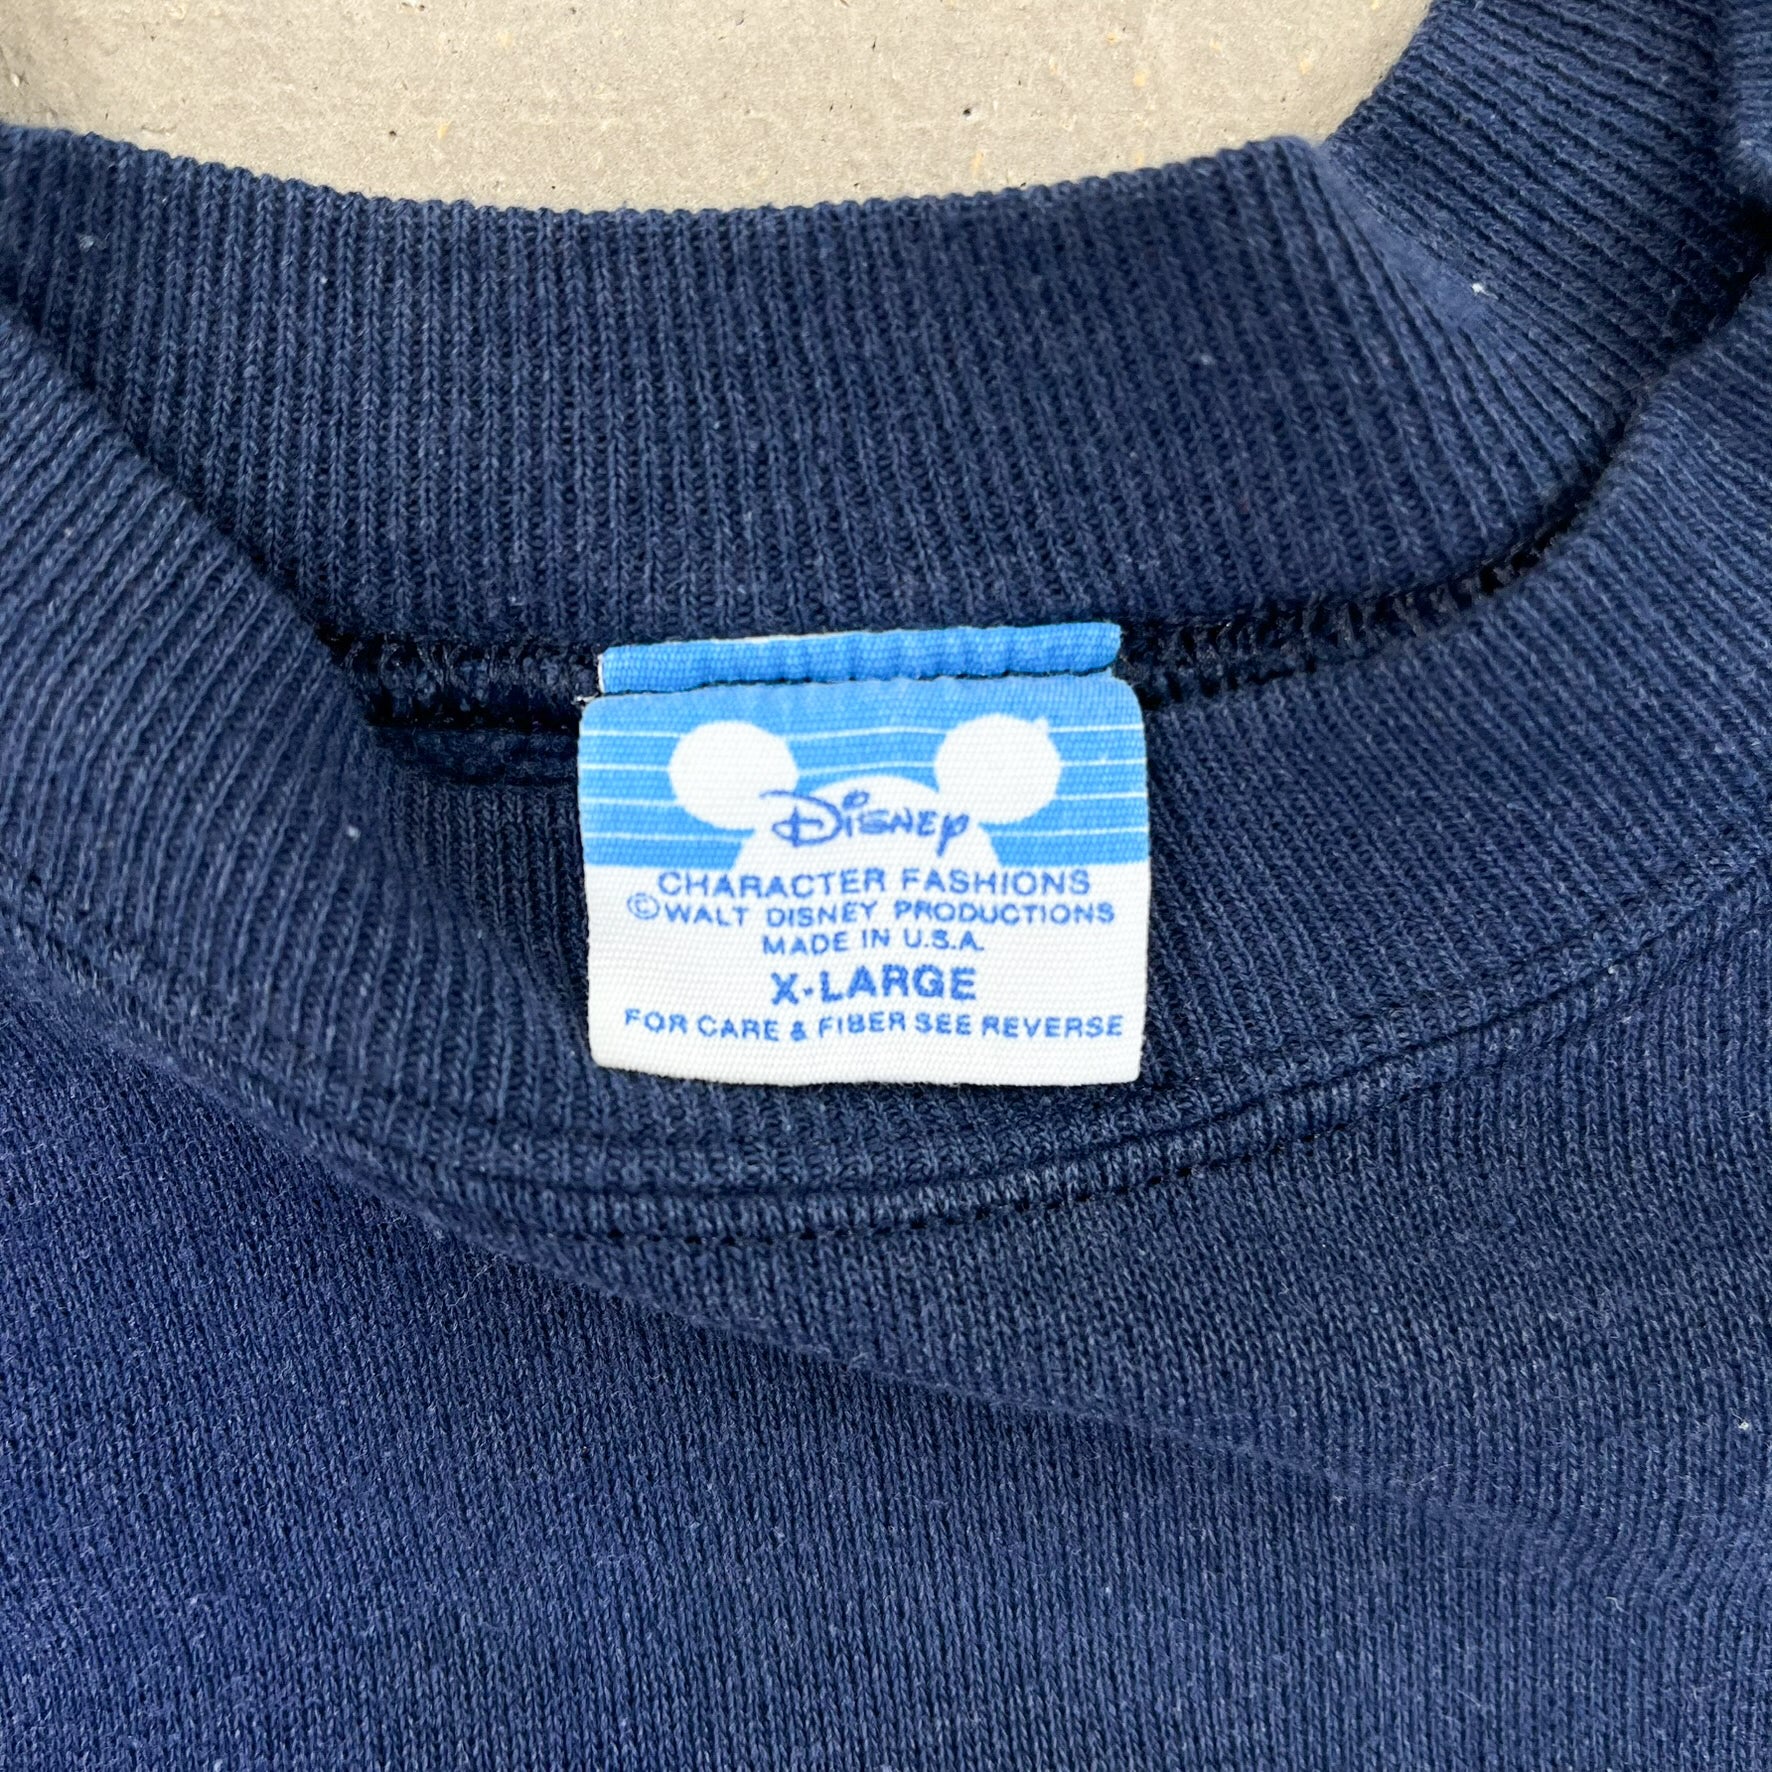 Disney
CHARACTER FASHIONS
©WALT DISNEY PRODUCTIONS
MADE IN U.S.A.
X-LARGE
FOR CARE & FIBER SEE REVERSE